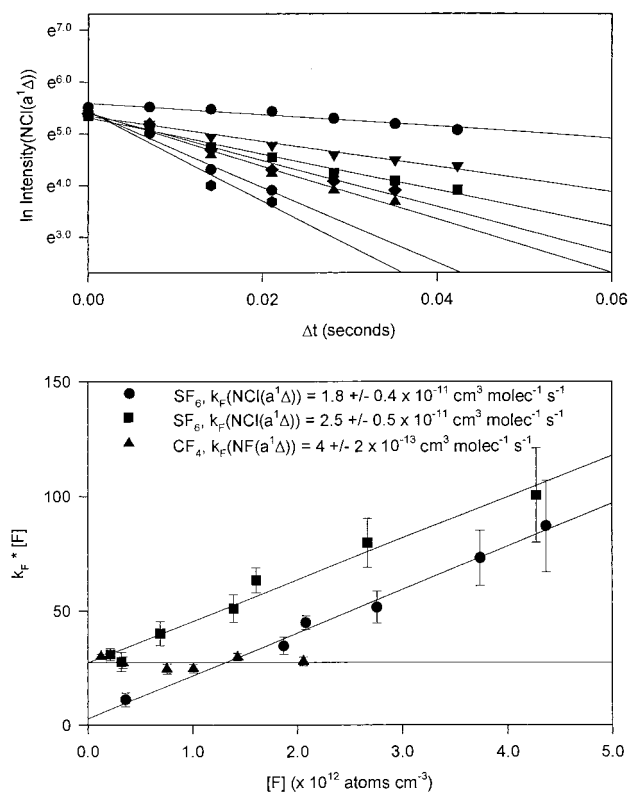 e7.0
e6.0
e5.0
e4.0
e3.0
ln Intensity(NCl(a1Δ))
0.00
0.02
0.04
0.06
Δt (seconds)
150
100
50
0
kF * [F]
SF6, kF(NCl(a1Δ)) = 1.8 +/- 0.4 x 10-11 cm3 molec-1 s-1
SF6, kF(NCl(a1Δ)) = 2.5 +/- 0.5 x 10-11 cm3 molec-1 s-1
CF4, kF(NF(a1Δ)) = 4 +/- 2 x 10-13 cm3 molec-1 s-1
0.0
1.0
2.0
3.0
4.0
5.0
[F] (x 1012 atoms cm-3)